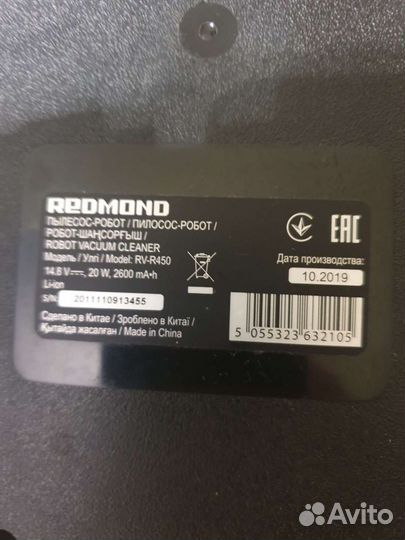 REDMOND
ПЫЛЕСОС-РОБОТ / ПИЛОСОС-РОБОТ /
РОБОТ-ШАҢСОРҒЫШ /
ROBOT VACUUM CLEANER
Модель / Үлгі / Model: RV-R450
14.8 V⎓, 20 W, 2600 mA•h
Li-ion
S/N: 2011110913455
Сделано в Китае / Зроблено в Китаї /
Қытайда жасалған / Made in China
EAC
Дата производства:
10.2019
5 055323 632105
Avito